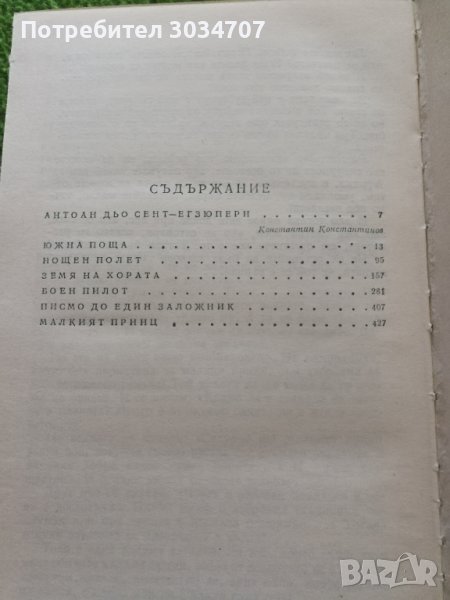 Потребител 3034707
СЪДЪРЖАНИЕ
АНТОАН ДЬО СЕНТ—ЕГЗЮПЕРИ . . . . . . . . . 7
Константин Константинов
ЮЖНА ПОЩА . . . . . . . . . . . . . . . . . 13
НОЩЕН ПОЛЕТ . . . . . . . . . . . . . . . . 95
ЗЕМЯ НА ХОРАТА . . . . . . . . . . . . . . . 157
БОЕН ПИЛОТ . . . . . . . . . . . . . . . . . 281
ПИСМО ДО ЕДИН ЗАЛОЖНИК . . . . . . . . . . 407
МАЛКИЯТ ПРИНЦ . . . . . . . . . . . . . . . 427
BAZAR